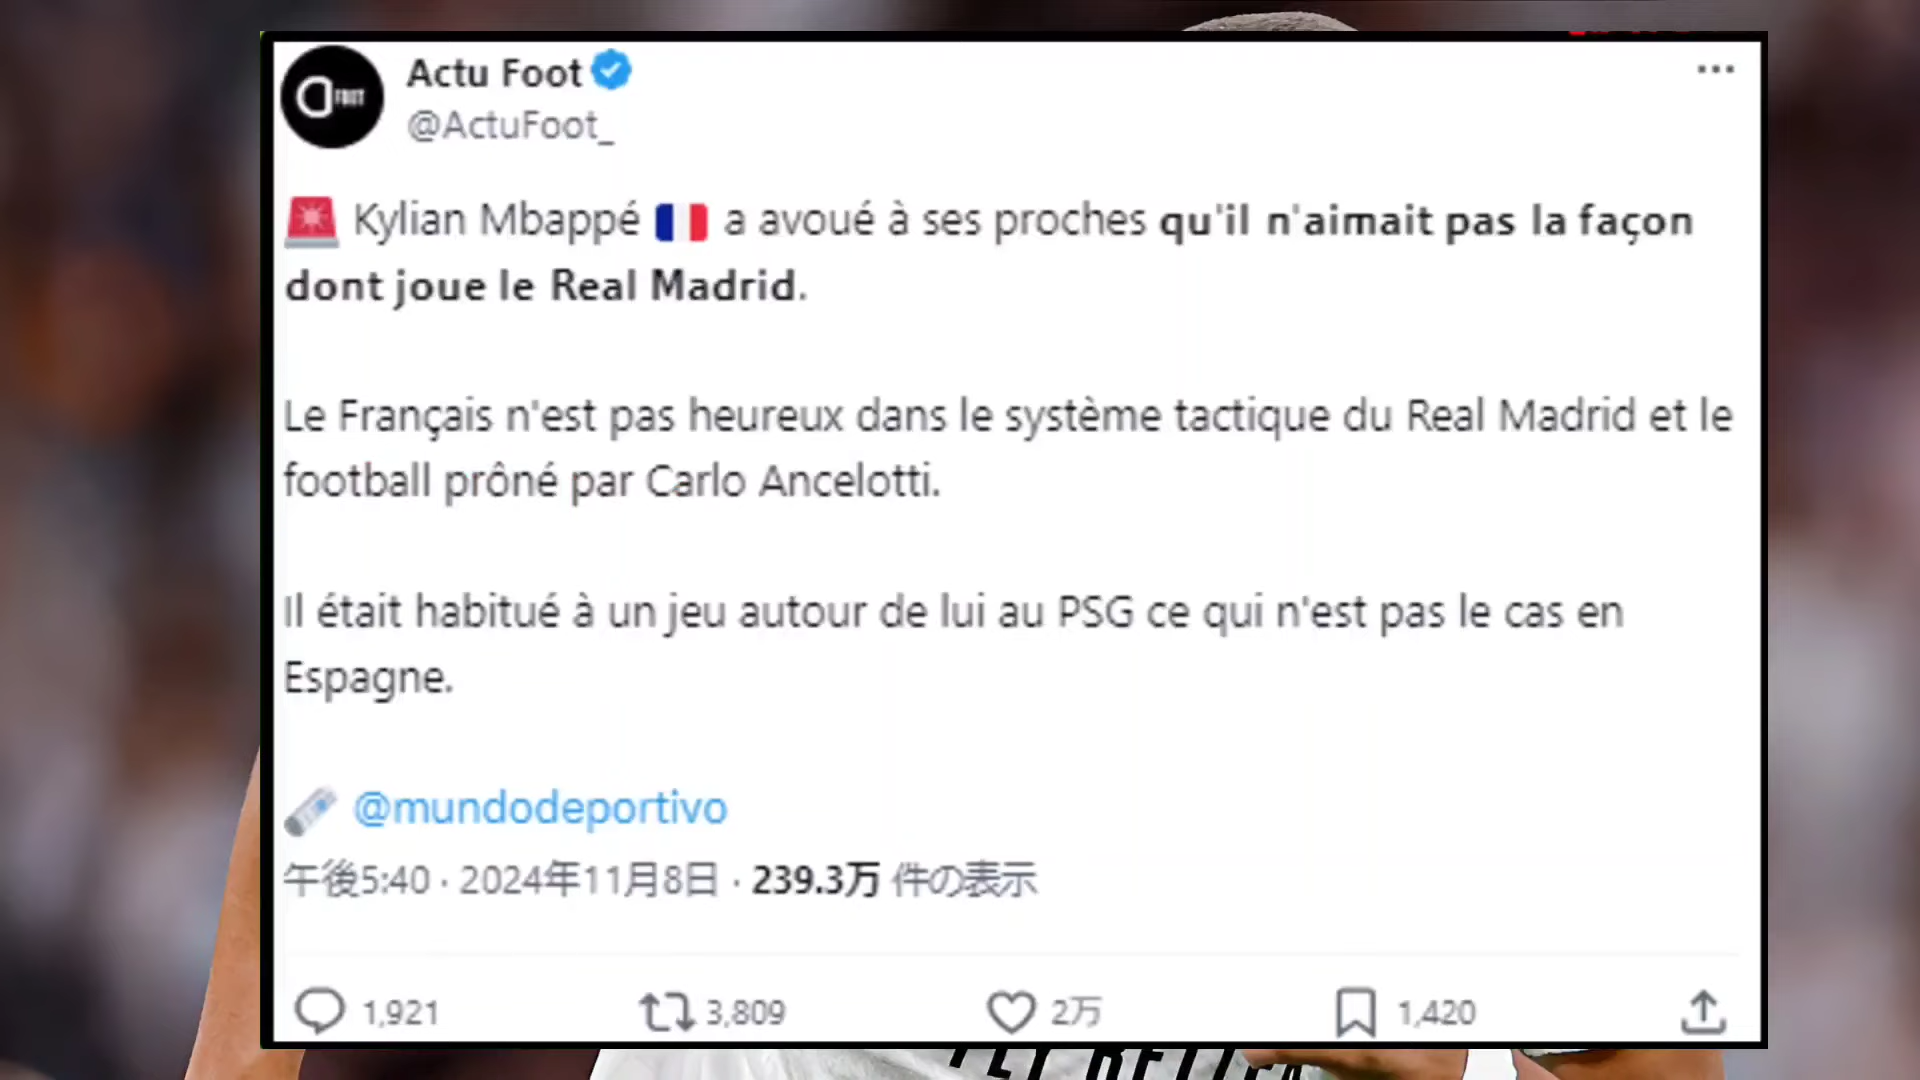 FOOT
Actu Foot
@ActuFoot_
Kylian Mbappé 🇫🇷 a avoué à ses proches qu'il n'aimait pas la façon
dont joue le Real Madrid.
Le Français n'est pas heureux dans le système tactique du Real Madrid et le
football prôné par Carlo Ancelotti.
Il était habitué à un jeu autour de lui au PSG ce qui n'est pas le cas en
Espagne.
@mundodeportivo
午後5:40 · 2024年11月8日 · 239.3万 件の表示
1,921 3,809 2万 1,420